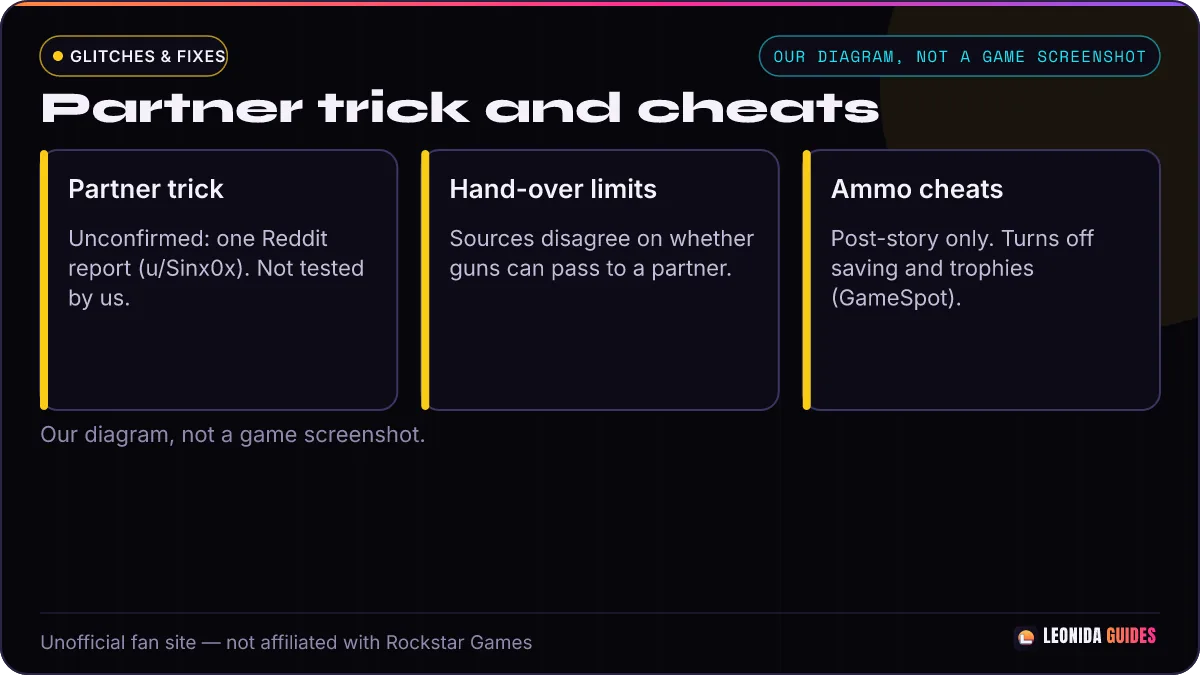 GLITCHES & FIXES
OUR DIAGRAM, NOT A GAME SCREENSHOT
Partner trick and cheats
Partner trick
Unconfirmed: one Reddit
report (u/Sinx0x). Not tested
by us.
Hand-over limits
Sources disagree on whether
guns can pass to a partner.
Ammo cheats
Post-story only. Turns off
saving and trophies
(GameSpot).
Our diagram, not a game screenshot.
Unofficial fan site — not affiliated with Rockstar Games
LEONIDA GUIDES